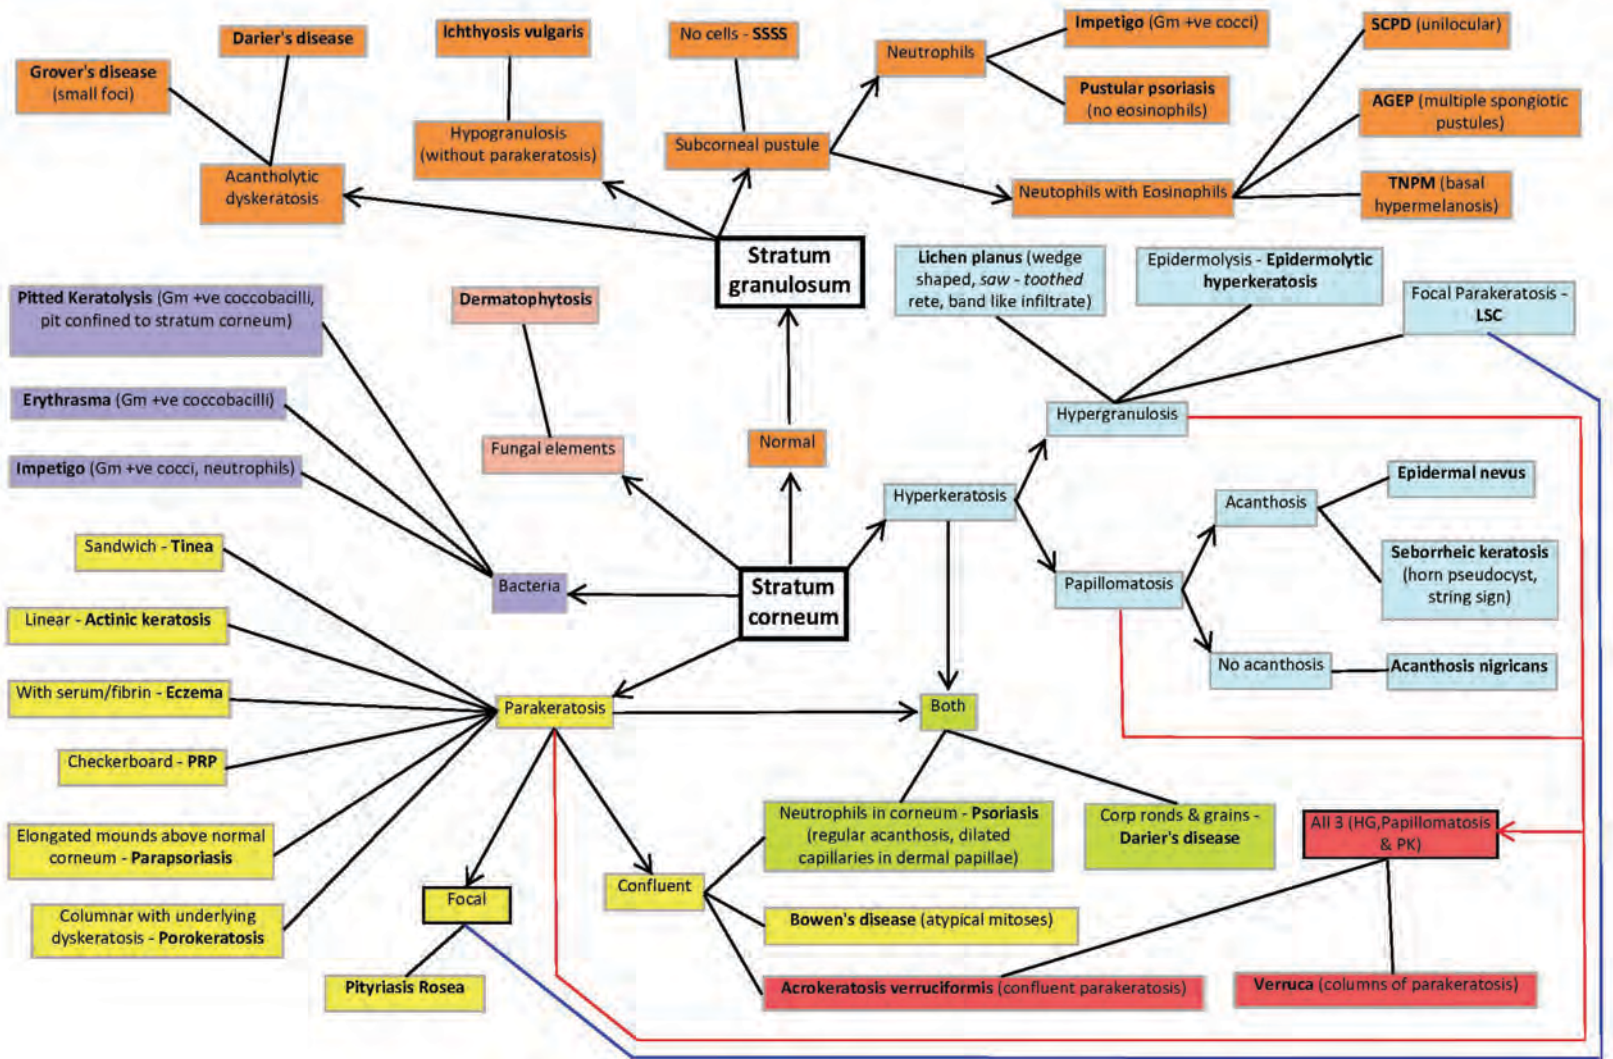 Darier's disease
Ichthyosis vulgaris
No cells - SSSS
Neutrophils
Impetigo (Gm +ve cocci)
SCPD (unilocular)
Grover's disease
(small foci)
Pustular psoriasis
(no eosinophils)
AGEP (multiple spongiotic
pustules)
Hypogranulosis
(without parakeratosis)
Subcorneal pustule
Acantholytic
dyskeratosis
Neutophils with Eosinophils
TNPM (basal
hypermelanosis)
Stratum
granulosum
Lichen planus (wedge
shaped, saw - toothed
rete, band like infiltrate)
Epidermolysis - Epidermolytic
hyperkeratosis
Focal Parakeratosis -
LSC
Pitted Keratolysis (Gm +ve coccobacilli,
pit confined to stratum corneum)
Dermatophytosis
Erythrasma (Gm +ve coccobacilli)
Hypergranulosis
Impetigo (Gm +ve cocci, neutrophils)
Fungal elements
Normal
Hyperkeratosis
Acanthosis
Epidermal nevus
Sandwich - Tinea
Seborrheic keratosis
(horn pseudocyst,
string sign)
Bacteria
Stratum
corneum
Papillomatosis
Linear - Actinic keratosis
No acanthosis
Acanthosis nigricans
With serum/fibrin - Eczema
Parakeratosis
Both
Checkerboard - PRP
Elongated mounds above normal
corneum - Parapsoriasis
Neutrophils in corneum - Psoriasis
(regular acanthosis, dilated
capillaries in dermal papillae)
Corp ronds & grains -
Darier's disease
All 3 (HG,Papillomatosis
& PK)
Focal
Confluent
Columnar with underlying
dyskeratosis - Porokeratosis
Bowen's disease (atypical mitoses)
Pityriasis Rosea
Acrokeratosis verruciformis (confluent parakeratosis)
Verruca (columns of parakeratosis)